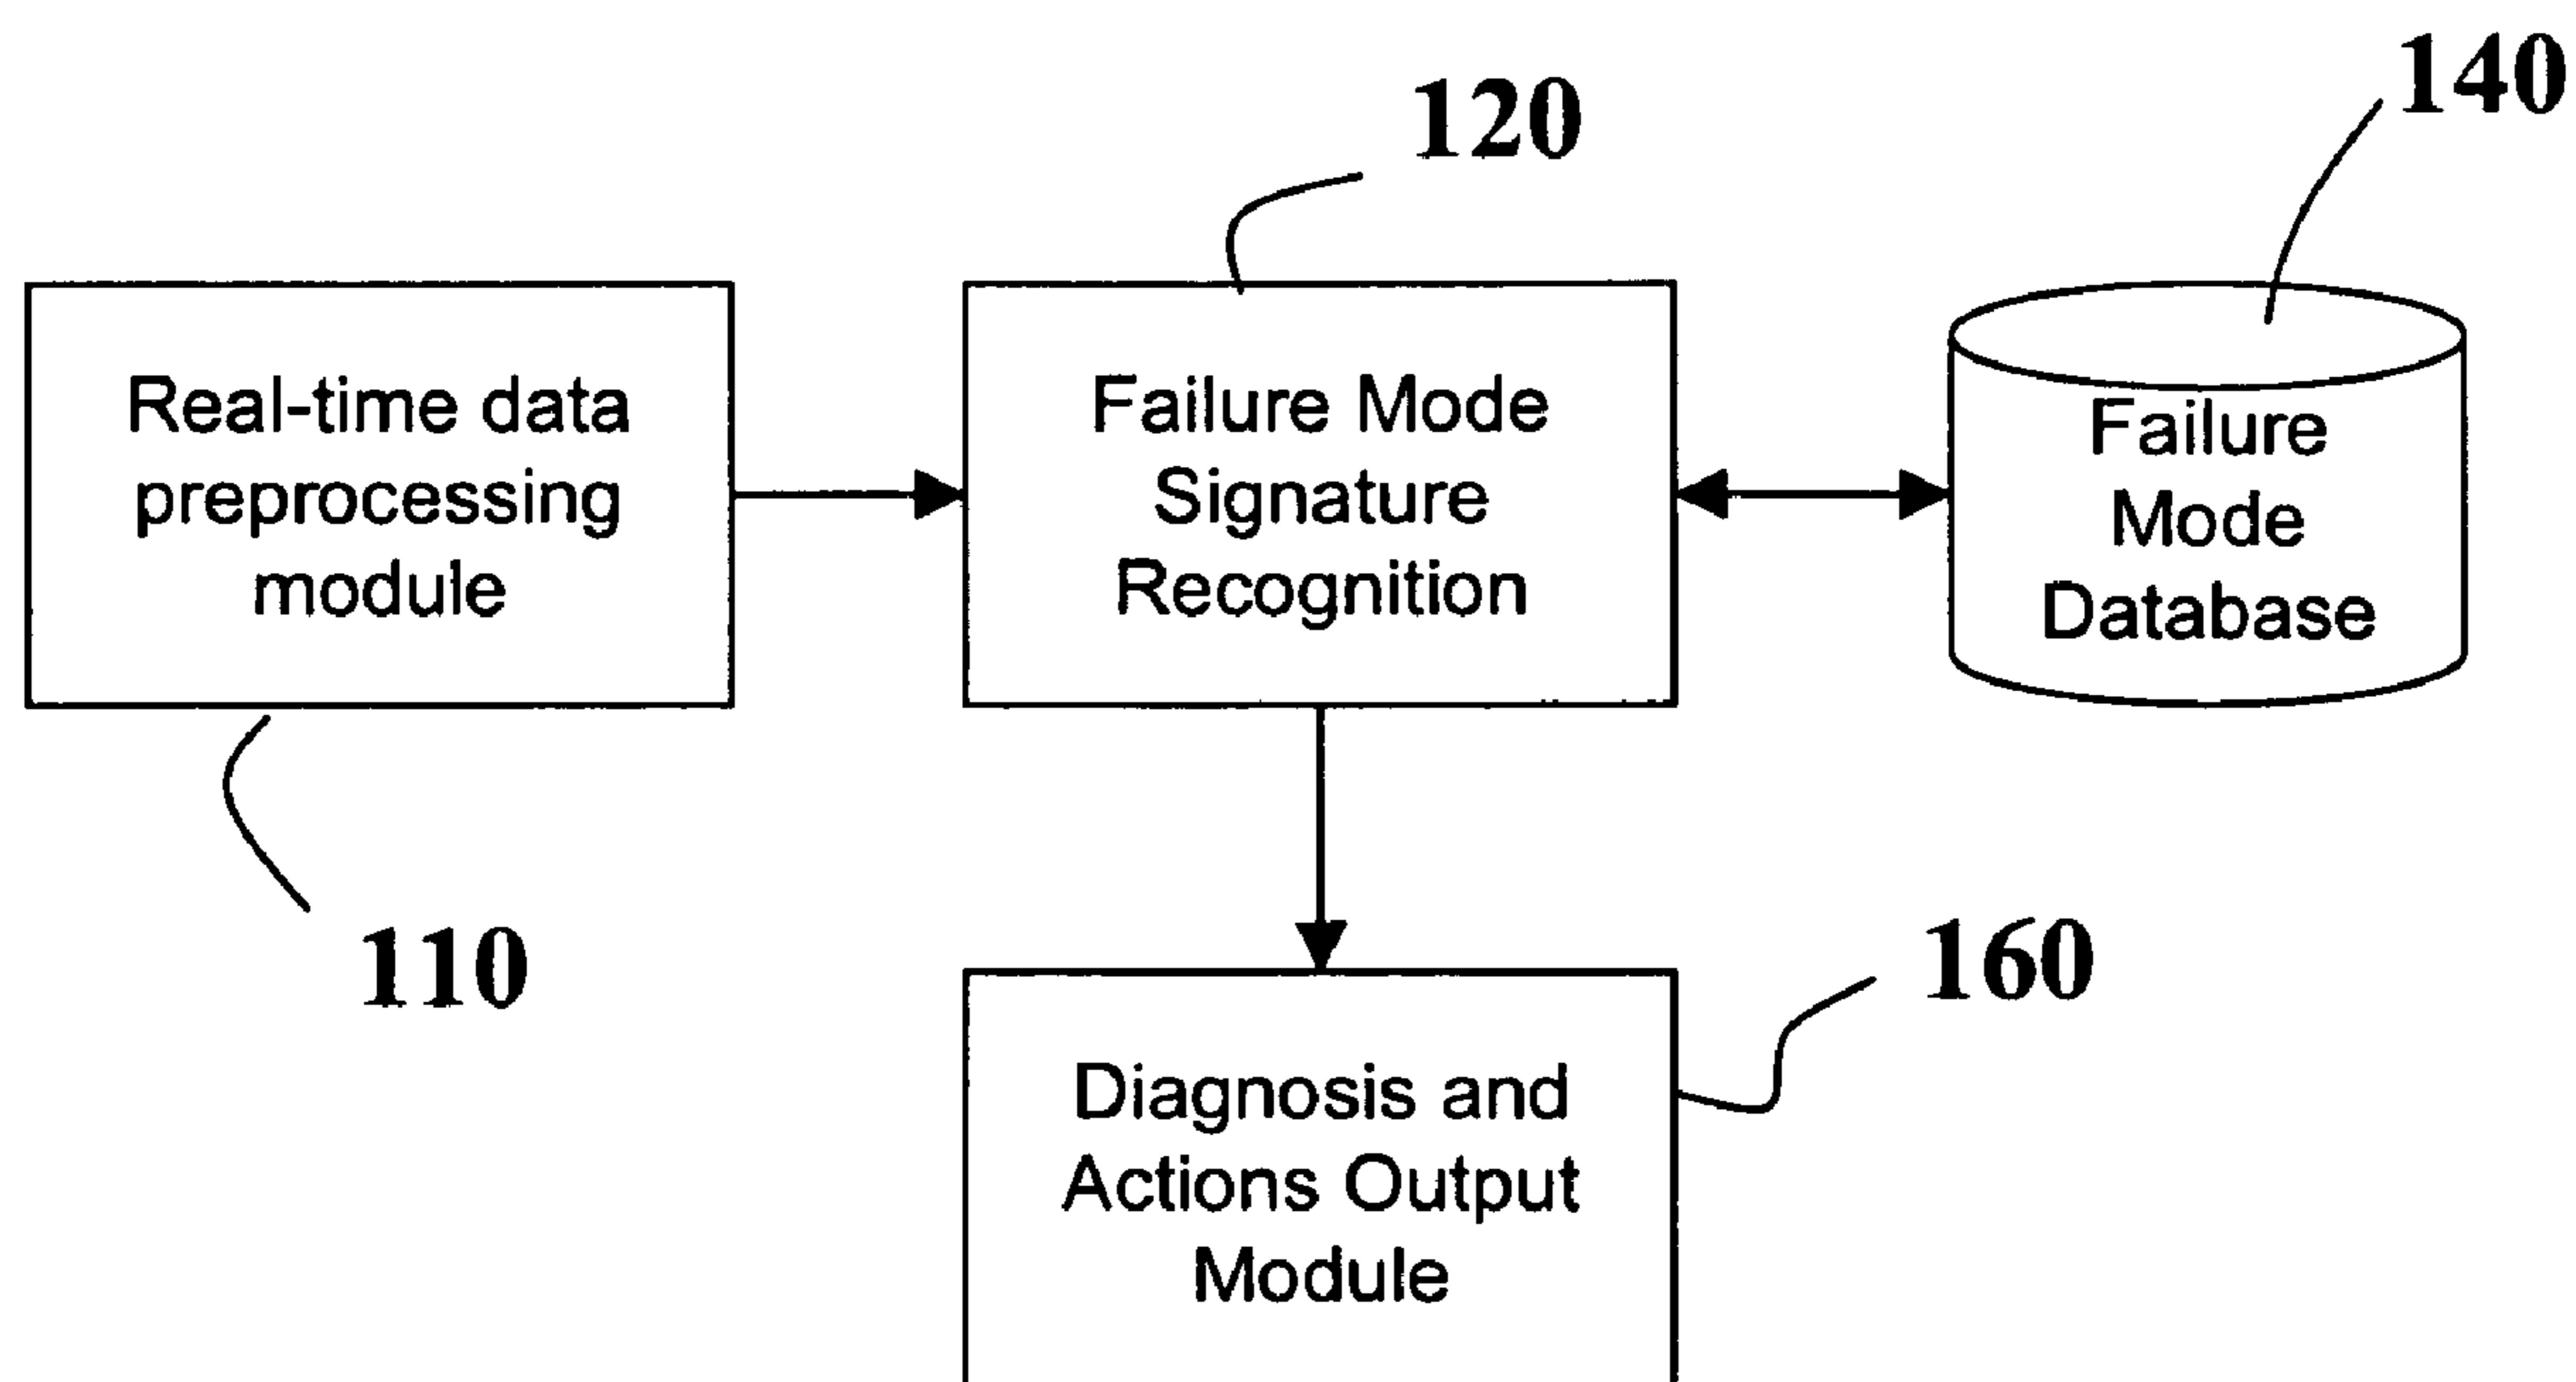 140
120
Real-time data
preprocessing
module
Failure Mode
Signature
Recognition
Failure
Mode
Database
110
160
Diagnosis and
Actions Output
Module